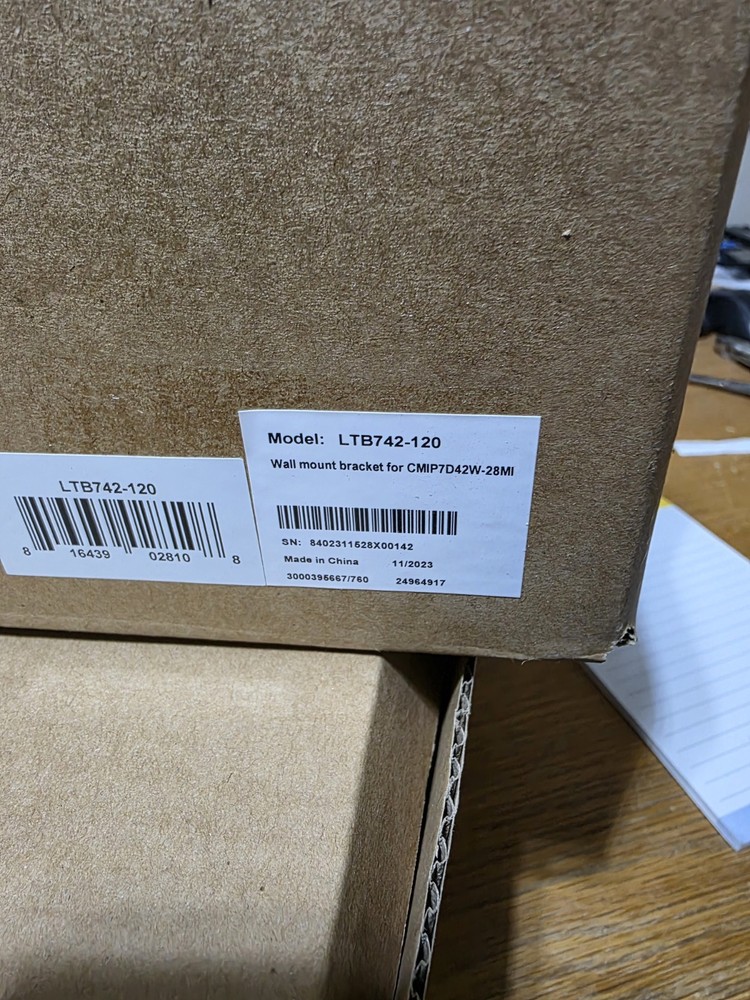 LTB742-120
8 16439 02810 8
Model: LTB742-120
Wall mount bracket for CMIP7D42W-28MI
SN: 8402311528X00142
Made in China 11/2023
3000395667/760 24964917